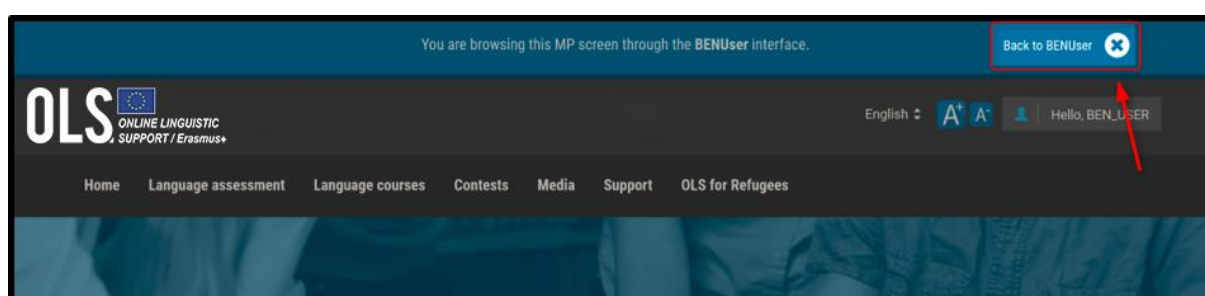 You are browsing this MP screen through the BENUser interface.
Back to BENUser
OLS
ONLINE LINGUISTIC
SUPPORT / Erasmus+
English
A+ A-
Hello, BEN_USER
Home Language assessment Language courses Contests Media Support OLS for Refugees